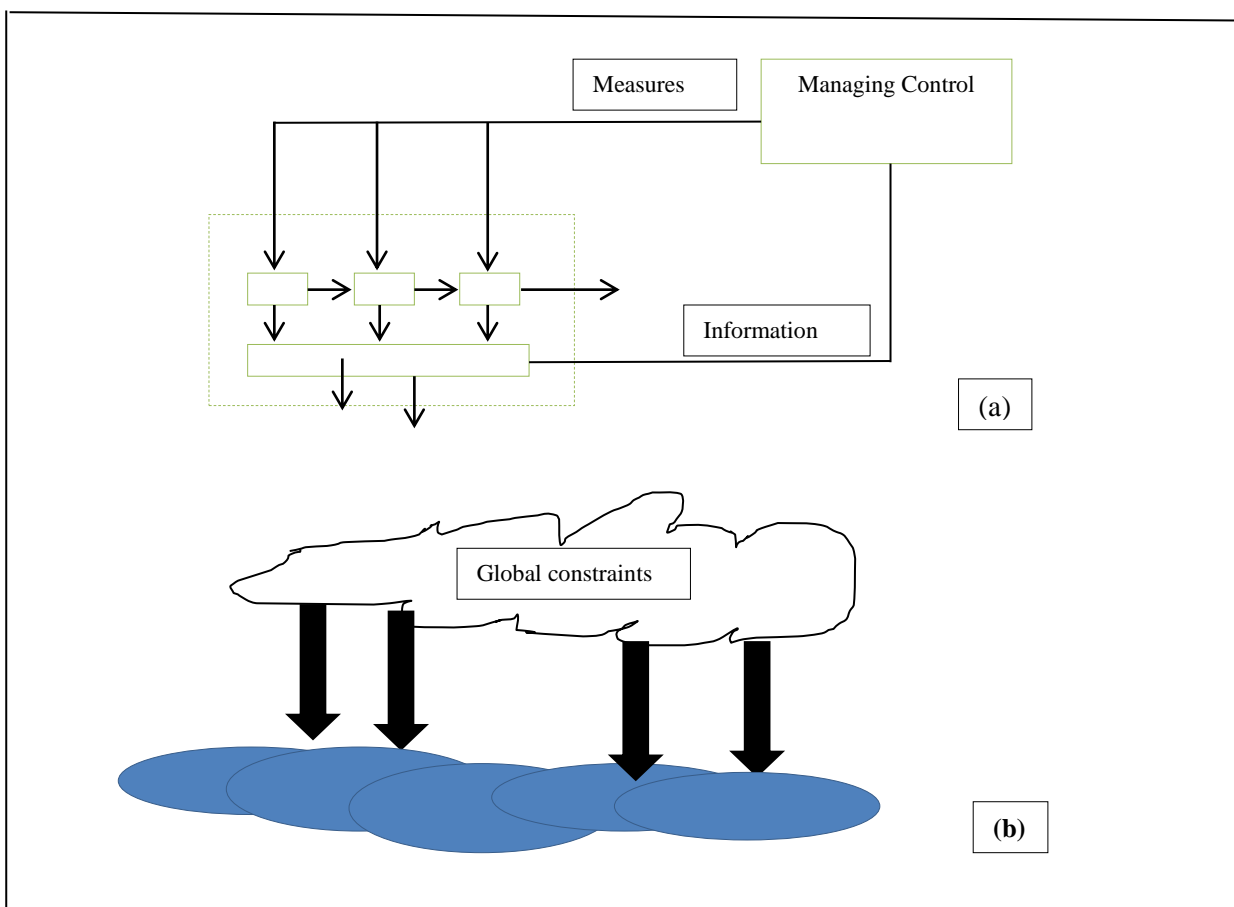 Measures
Managing Control
Information
(a)
Global constraints
(b)